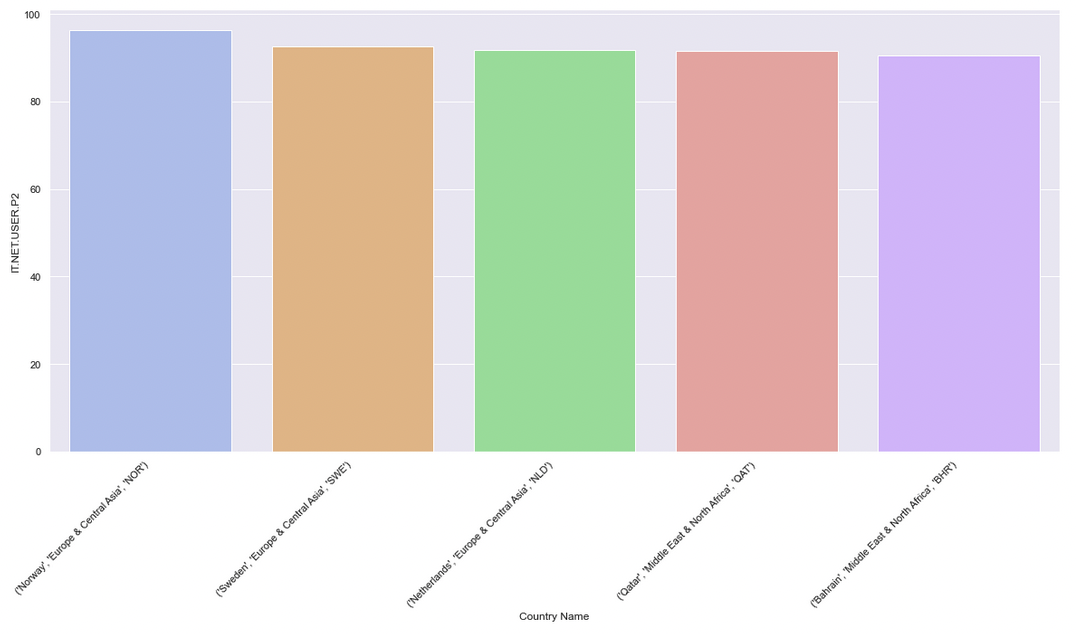 100
80
60
40
20
0
IT.NET.USER.P2
('Norway', 'Europe & Central Asia', 'NOR')
('Sweden', 'Europe & Central Asia', 'SWE')
('Netherlands', 'Europe & Central Asia', 'NLD')
('Qatar', 'Middle East & North Africa', 'QAT')
('Bahrain', 'Middle East & North Africa', 'BHR')
Country Name